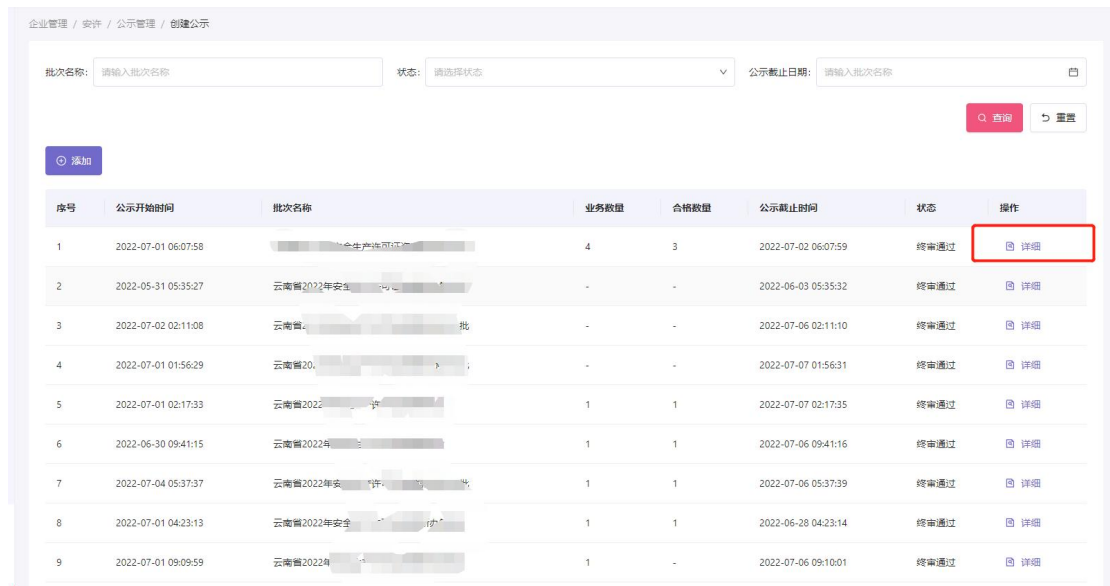 企业管理 / 安许 / 公示管理 / 创建公示
批次名称: 请输入批次名称 状态: 请选择状态 公示截止日期: 请输入批次名称
查询 重置
添加
序号 公示开始时间 批次名称 业务数量 合格数量 公示截止时间 状态 操作
1 2022-07-01 06:07:58 全生产许可证 4 3 2022-07-02 06:07:59 终审通过 详细
2 2022-05-31 05:35:27 云南省2022年安全 - - 2022-06-03 05:35:32 终审通过 详细
3 2022-07-02 02:11:08 云南省 批 - - 2022-07-06 02:11:10 终审通过 详细
4 2022-07-01 01:56:29 云南省20 - - 2022-07-07 01:56:31 终审通过 详细
5 2022-07-01 02:17:33 云南省2022 许 1 1 2022-07-07 02:17:35 终审通过 详细
6 2022-06-30 09:41:15 云南省2022年 1 1 2022-07-06 09:41:16 终审通过 详细
7 2022-07-04 05:37:37 云南省2022年安 许 批 1 1 2022-07-06 05:37:39 终审通过 详细
8 2022-07-01 04:23:13 云南省2022年安全 1 1 2022-06-28 04:23:14 终审通过 详细
9 2022-07-01 09:09:59 云南省2022年 1 - 2022-07-06 09:10:01 终审通过 详细